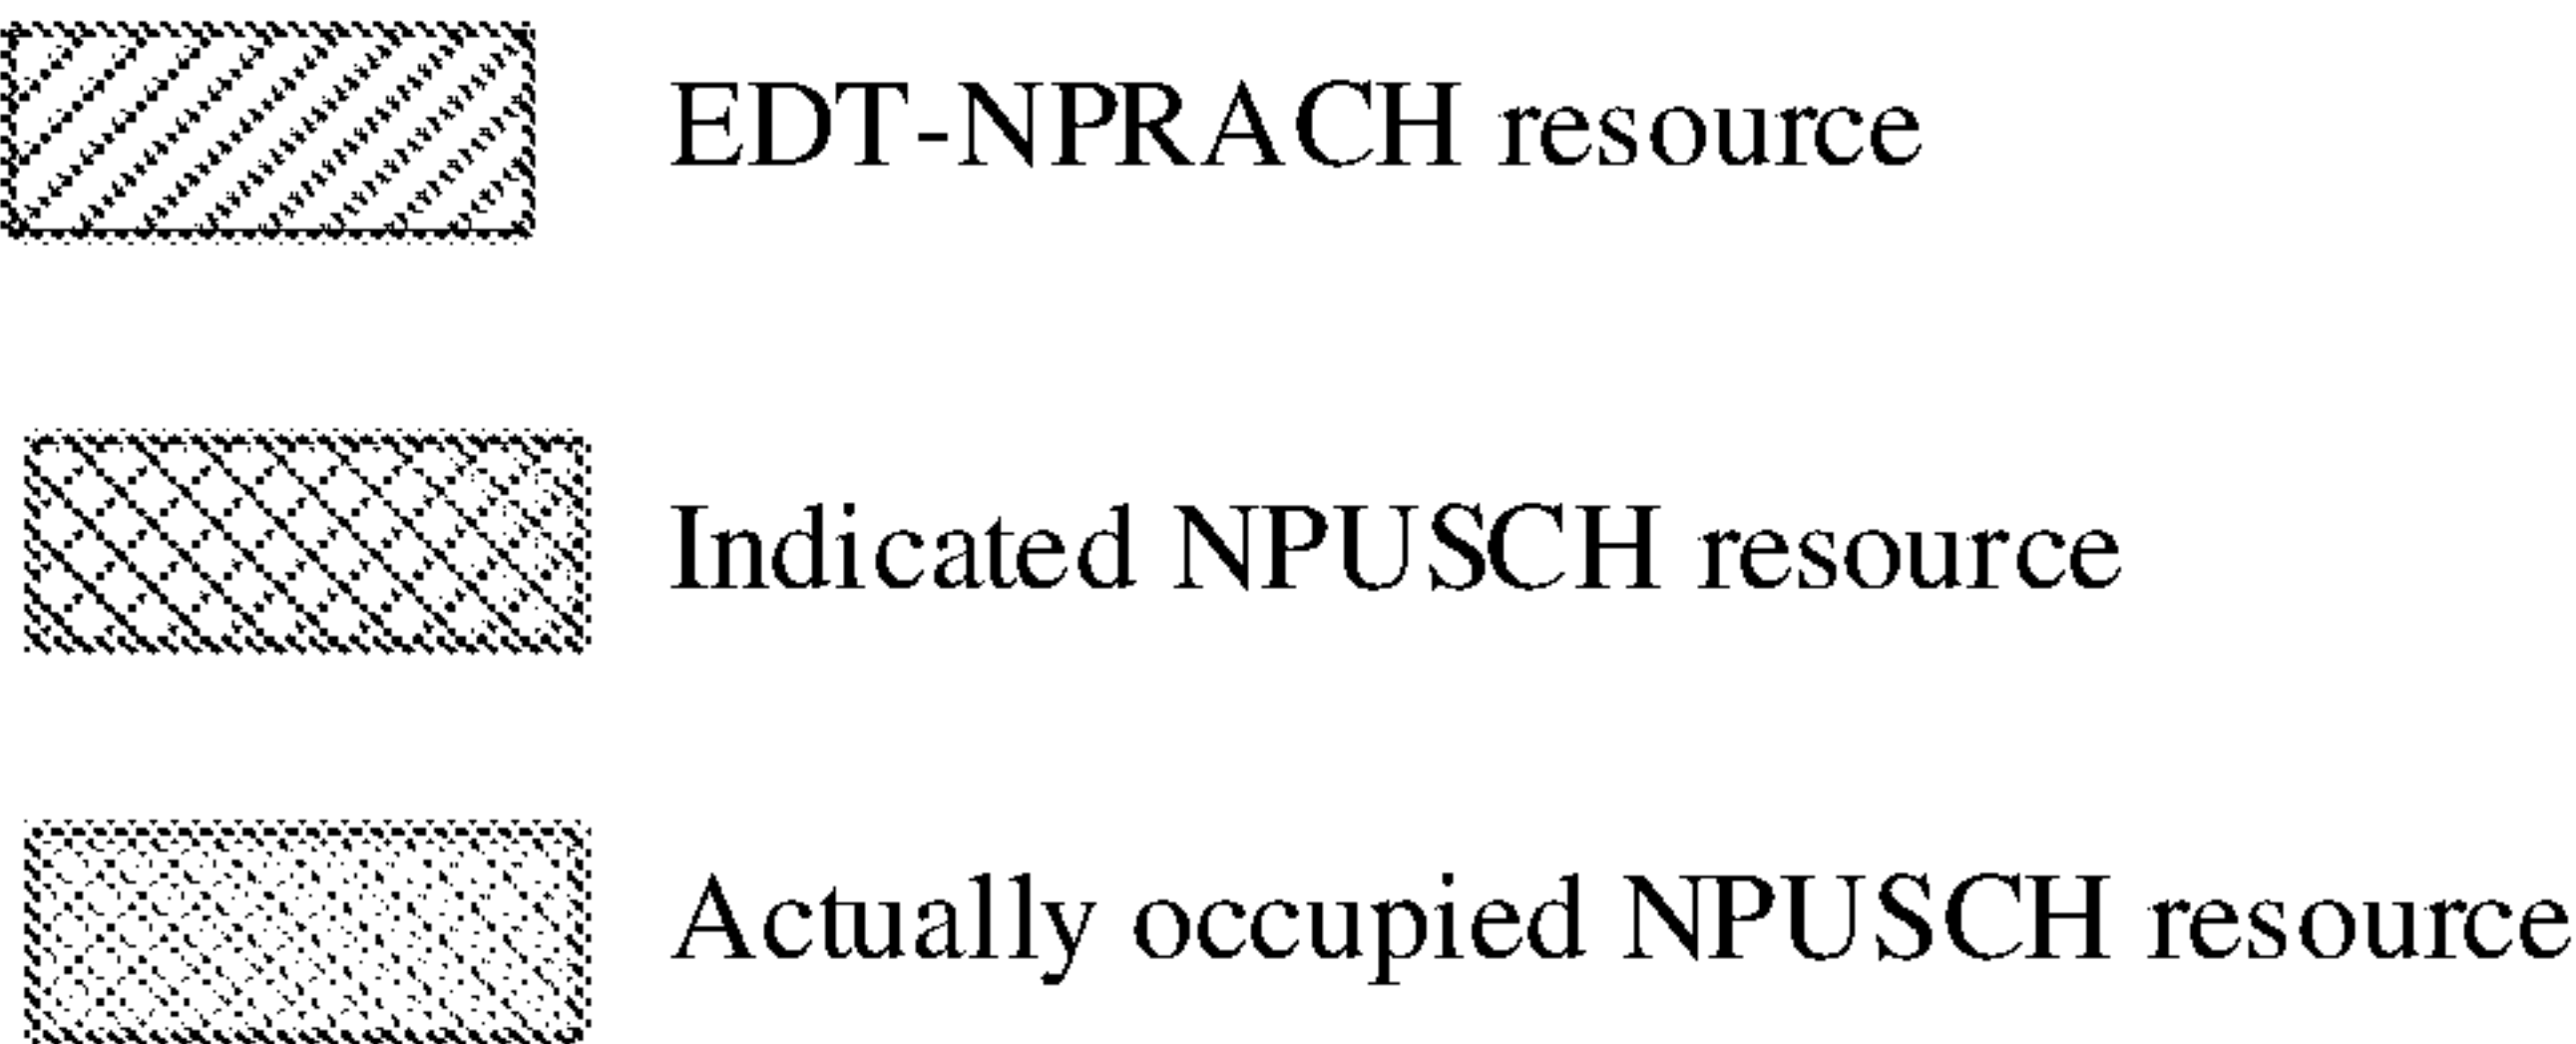 EDT-NPRACH resource
Indicated NPUSCH resource
Actually occupied NPUSCH resource